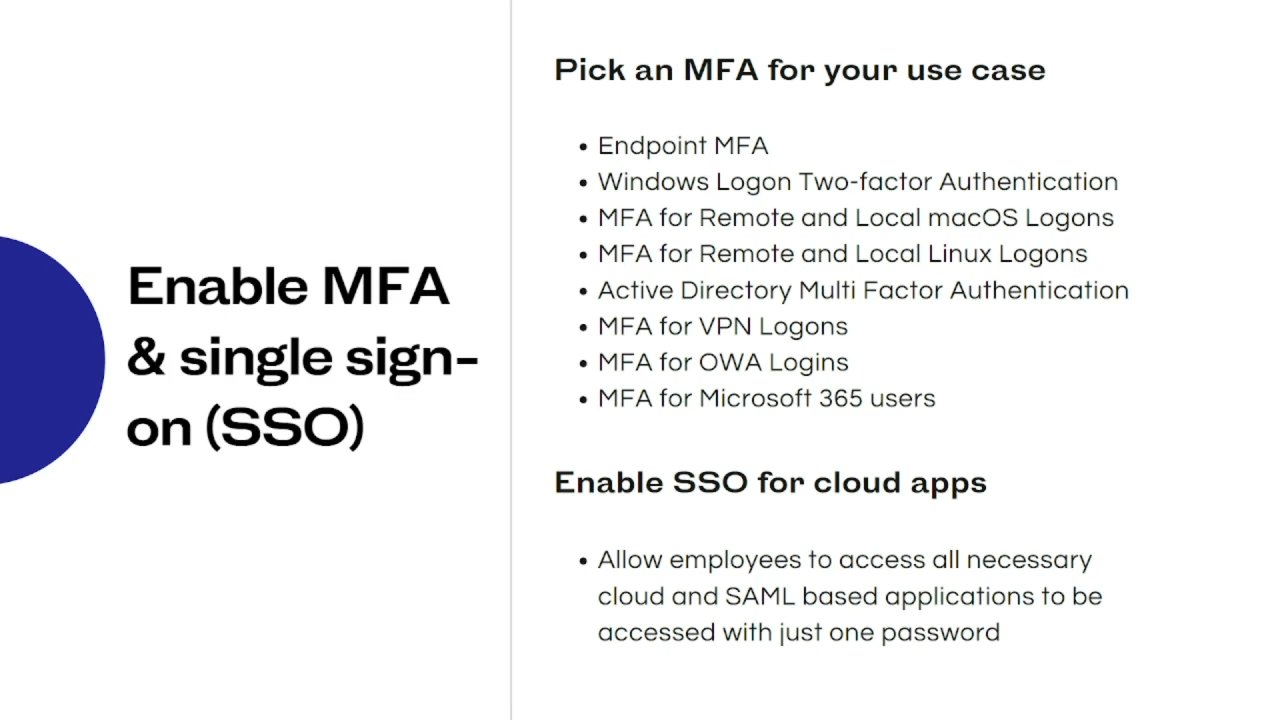 Enable MFA
& single sign-
on (SSO)
Pick an MFA for your use case
• Endpoint MFA
• Windows Logon Two-factor Authentication
• MFA for Remote and Local macOS Logons
• MFA for Remote and Local Linux Logons
• Active Directory Multi Factor Authentication
• MFA for VPN Logons
• MFA for OWA Logins
• MFA for Microsoft 365 users
Enable SSO for cloud apps
• Allow employees to access all necessary
cloud and SAML based applications to be
accessed with just one password